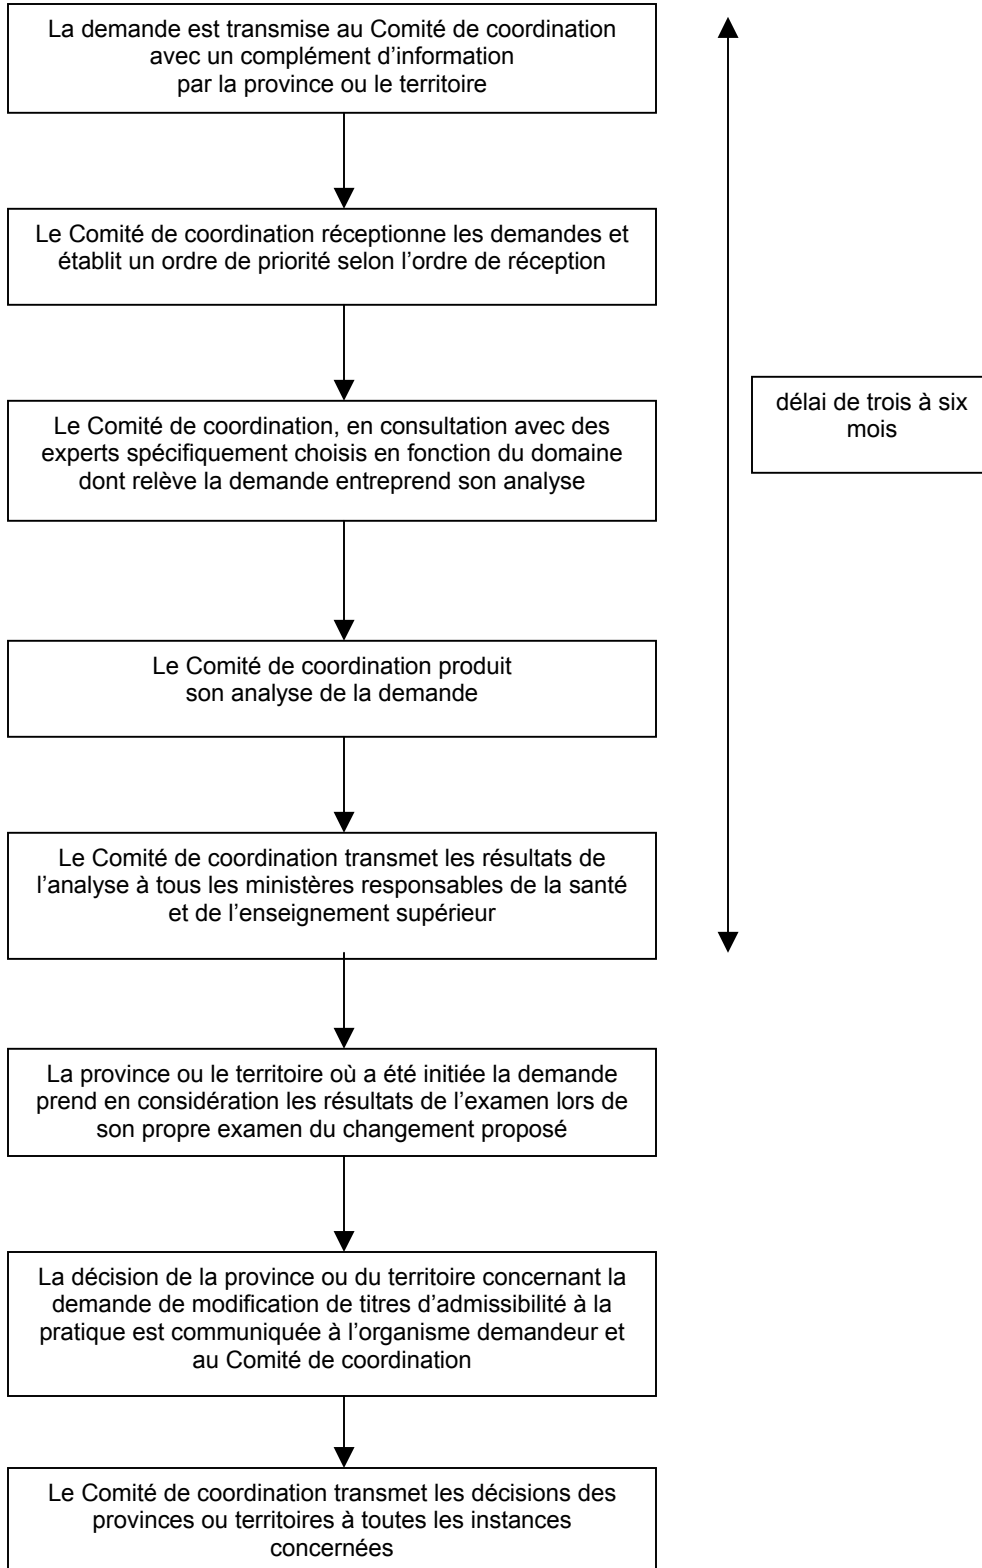 La demande est transmise au Comité de coordination
avec un complément d’information
par la province ou le territoire
Le Comité de coordination réceptionne les demandes et
établit un ordre de priorité selon l’ordre de réception
Le Comité de coordination, en consultation avec des
experts spécifiquement choisis en fonction du domaine
dont relève la demande entreprend son analyse
délai de trois à six
mois
Le Comité de coordination produit
son analyse de la demande
Le Comité de coordination transmet les résultats de
l’analyse à tous les ministères responsables de la santé
et de l’enseignement supérieur
La province ou le territoire où a été initiée la demande
prend en considération les résultats de l’examen lors de
son propre examen du changement proposé
La décision de la province ou du territoire concernant la
demande de modification de titres d’admissibilité à la
pratique est communiquée à l’organisme demandeur et
au Comité de coordination
Le Comité de coordination transmet les décisions des
provinces ou territoires à toutes les instances
concernées